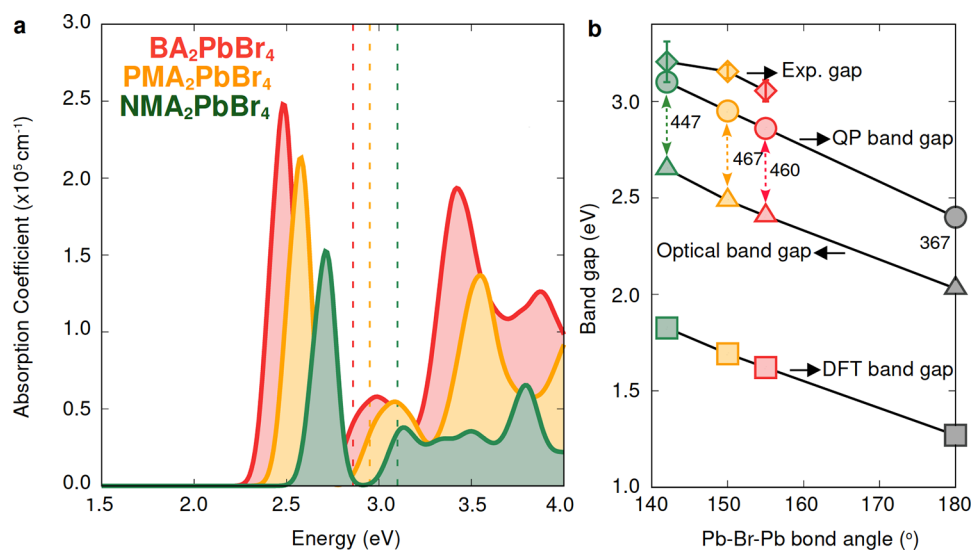 a
BA₂PbBr₄
PMA₂PbBr₄
NMA₂PbBr₄
Absorption Coefficient (x10⁵ cm⁻¹)
3.0
2.5
2.0
1.5
1.0
0.5
0.0
1.5 2.0 2.5 3.0 3.5 4.0
Energy (eV)
b
Exp. gap
QP band gap
447
467
460
367
Optical band gap
DFT band gap
Band gap (eV)
3.0
2.5
2.0
1.5
1.0
140 150 160 170 180
Pb-Br-Pb bond angle (°)